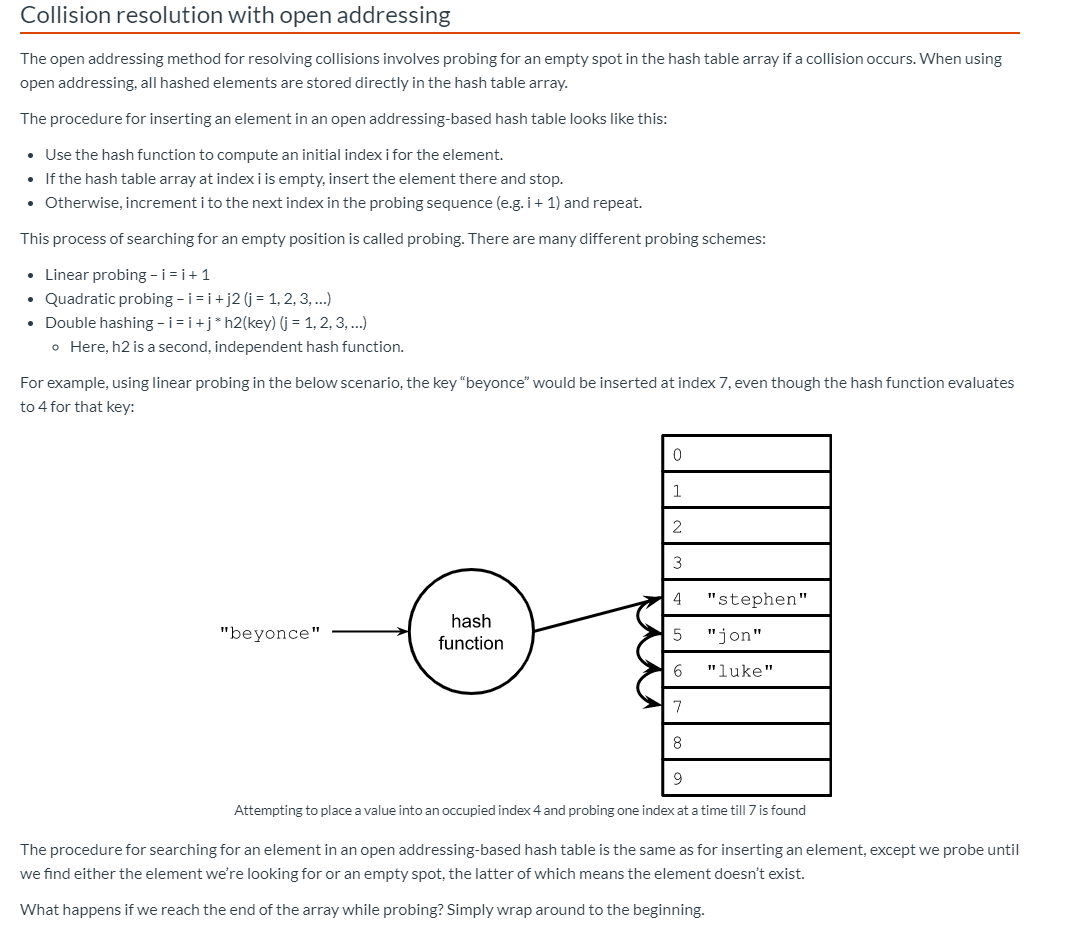 Collision resolution with open addressing
The open addressing method for resolving collisions involves probing for an empty spot in the hash table array if a collision occurs. When using
open addressing, all hashed elements are stored directly in the hash table array.
The procedure for inserting an element in an open addressing-based hash table looks like this:
• Use the hash function to compute an initial index i for the element.
• If the hash table array at index i is empty, insert the element there and stop.
• Otherwise, increment i to the next index in the probing sequence (e.g. i + 1) and repeat.
This process of searching for an empty position is called probing. There are many different probing schemes:
• Linear probing – i = i + 1
• Quadratic probing – i = i + j2 (j = 1, 2, 3, ...)
• Double hashing – i = i + j * h2(key) (j = 1, 2, 3, ...)
◦ Here, h2 is a second, independent hash function.
For example, using linear probing in the below scenario, the key “beyonce” would be inserted at index 7, even though the hash function evaluates
to 4 for that key:
0
1
2
3
4 "stephen"
5 "jon"
6 "luke"
7
8
9
"beyonce"
hash
function
Attempting to place a value into an occupied index 4 and probing one index at a time till 7 is found
The procedure for searching for an element in an open addressing-based hash table is the same as for inserting an element, except we probe until
we find either the element we’re looking for or an empty spot, the latter of which means the element doesn’t exist.
What happens if we reach the end of the array while probing? Simply wrap around to the beginning.